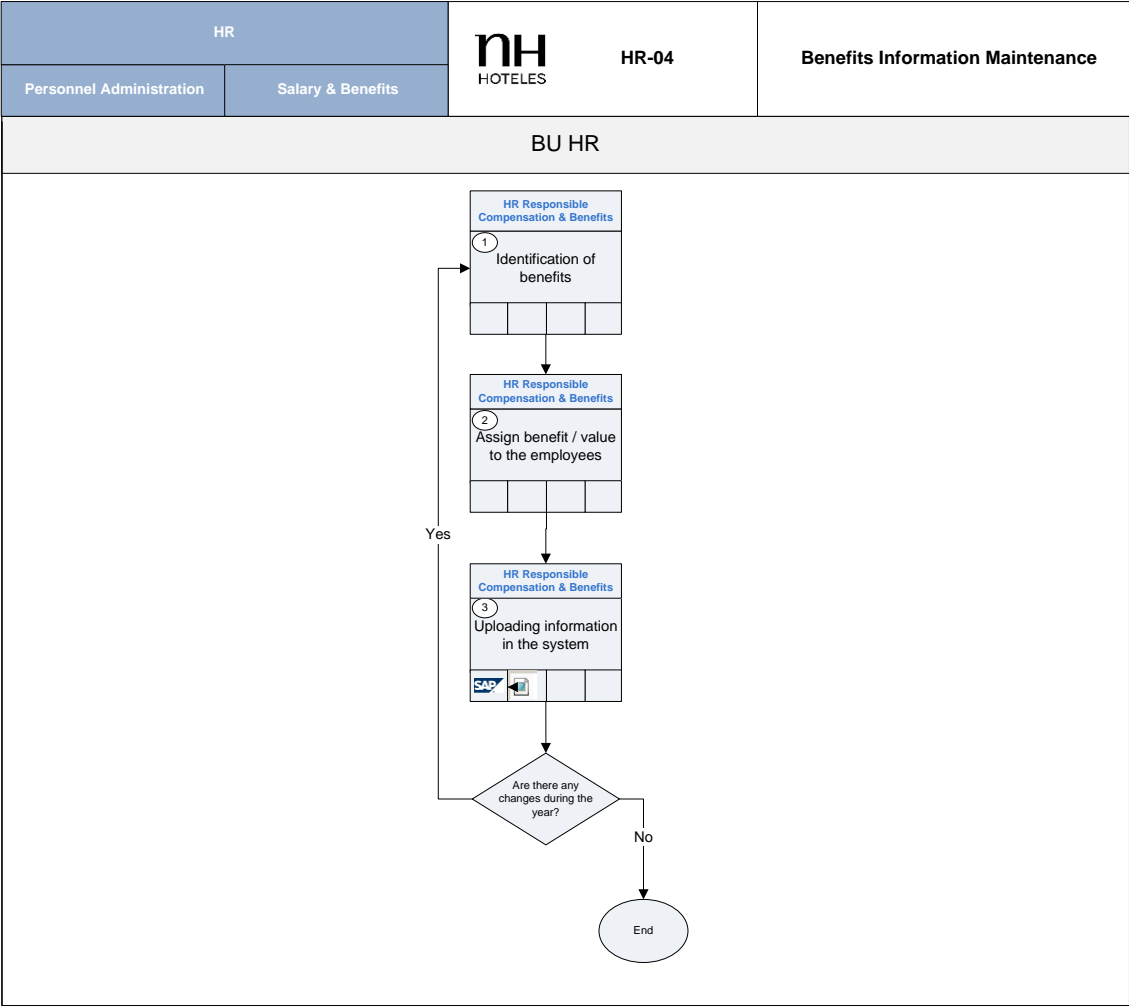 HR
Personnel Administration
Salary & Benefits
nH
HOTELES
HR-04
Benefits Information Maintenance
BU HR
HR Responsible
Compensation & Benefits
1
Identification of
benefits
HR Responsible
Compensation & Benefits
2
Assign benefit / value
to the employees
Yes
HR Responsible
Compensation & Benefits
3
Uploading information
in the system
SAP
Are there any
changes during the
year?
No
End